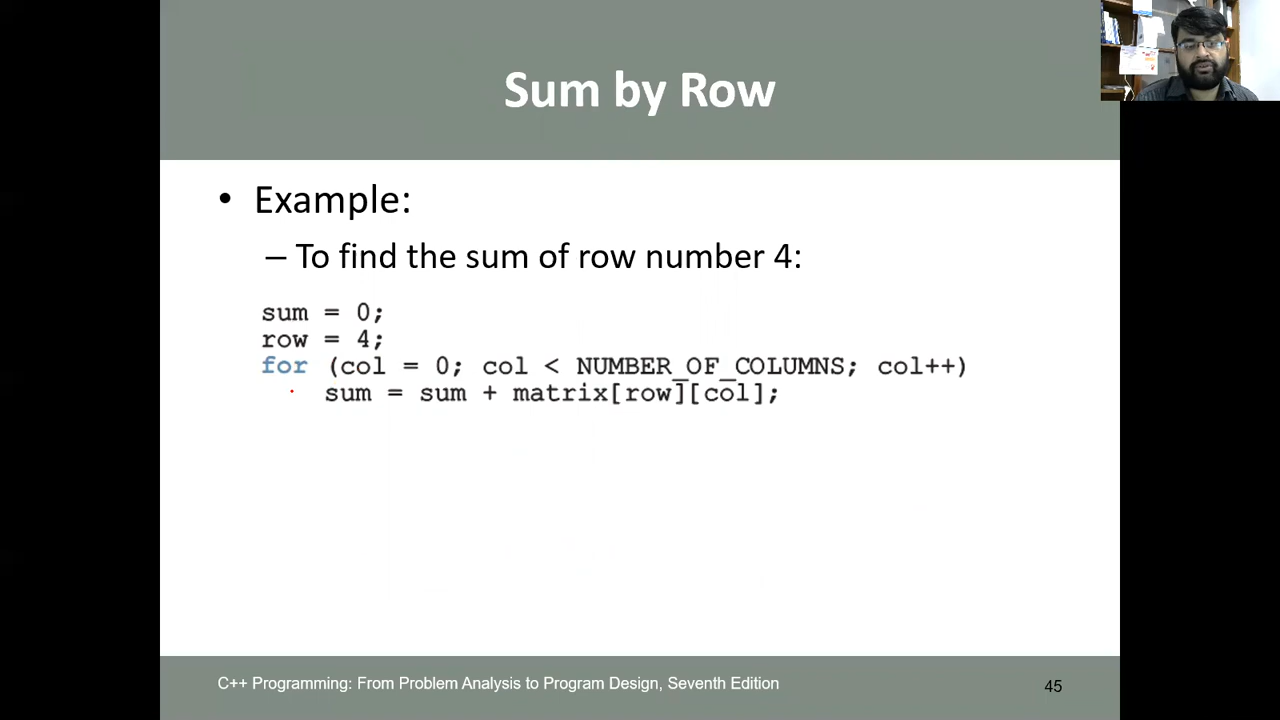 Sum by Row
• Example:
– To find the sum of row number 4:
sum = 0;
row = 4;
for (col = 0; col < NUMBER_OF_COLUMNS; col++)
sum = sum + matrix[row][col];
C++ Programming: From Problem Analysis to Program Design, Seventh Edition
45